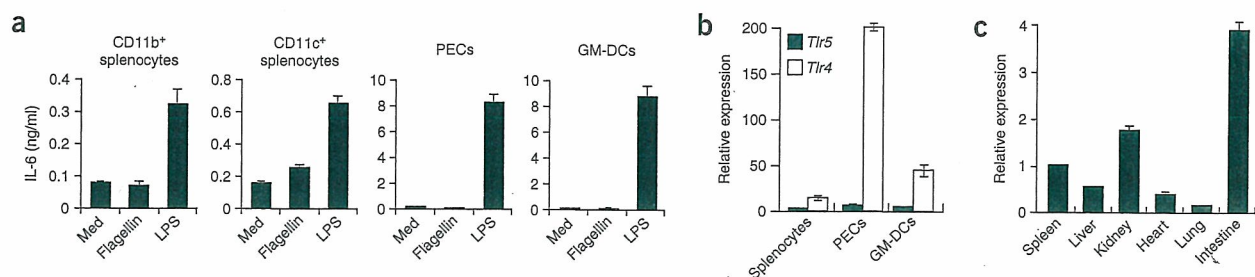 a
CD11b+
splenocytes
IL-6 (ng/ml)
0.4
0.3
0.2
0.1
0
Med
Flagellin
LPS
CD11c+
splenocytes
0.8
0.6
0.4
0.2
0
Med
Flagellin
LPS
PECs
10
8
6
4
2
0
Med
Flagellin
LPS
GM-DCs
10
8
6
4
2
0
Med
Flagellin
LPS
b
Relative expression
200
150
100
50
0
Tlr5
Tlr4
Splenocytes
PECs
GM-DCs
c
Relative expression
4
3
2
1
0
Spleen
Liver
Kidney
Heart
Lung
Intestine